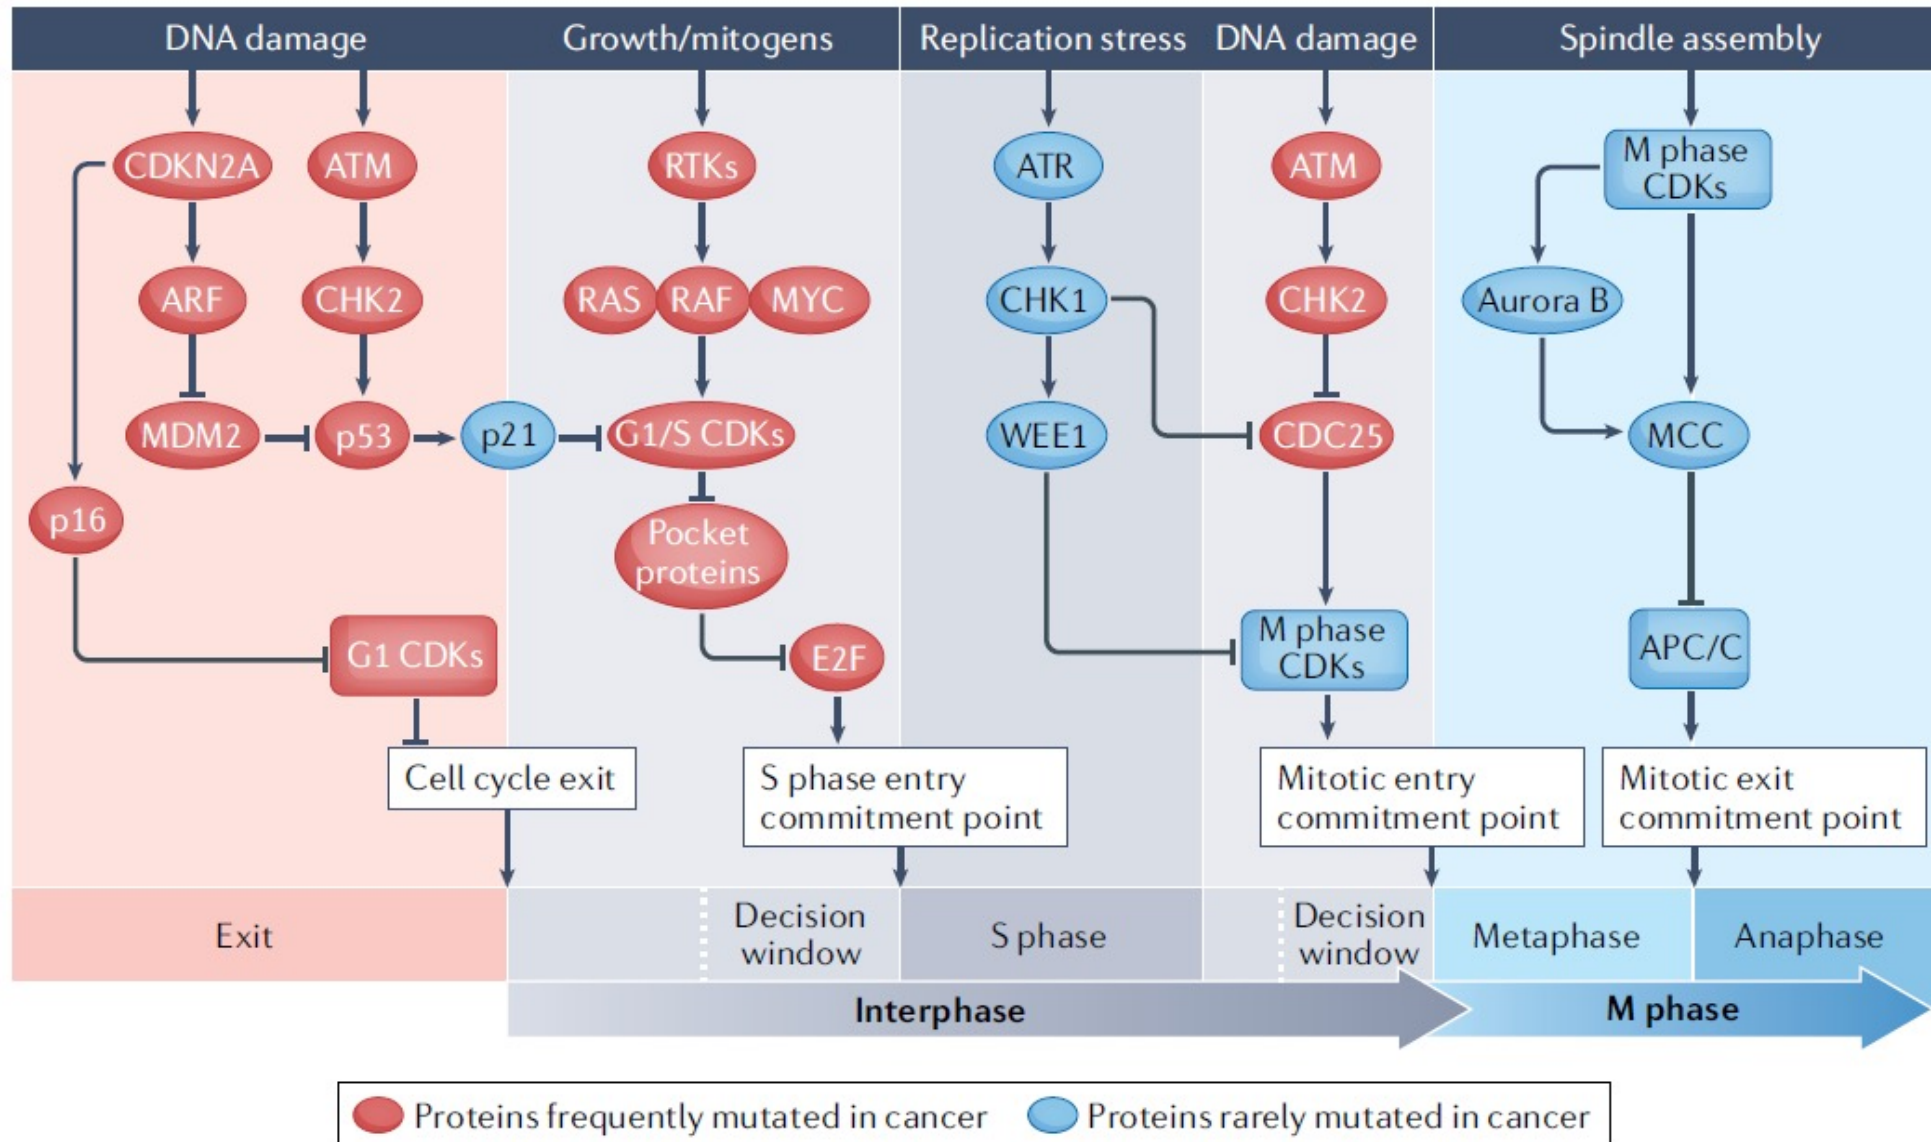 DNA damage
Growth/mitogens
Replication stress
DNA damage
Spindle assembly
CDKN2A
ATM
RTKs
ATR
ATM
M phase
CDKs
ARF
CHK2
RAS
RAF
MYC
CHK1
CHK2
Aurora B
MDM2
p53
p21
G1/S CDKs
WEE1
CDC25
MCC
p16
Pocket
proteins
G1 CDKs
E2F
M phase
CDKs
APC/C
Cell cycle exit
S phase entry
commitment point
Mitotic entry
commitment point
Mitotic exit
commitment point
Exit
Decision
window
S phase
Decision
window
Metaphase
Anaphase
Interphase
M phase
Proteins frequently mutated in cancer
Proteins rarely mutated in cancer